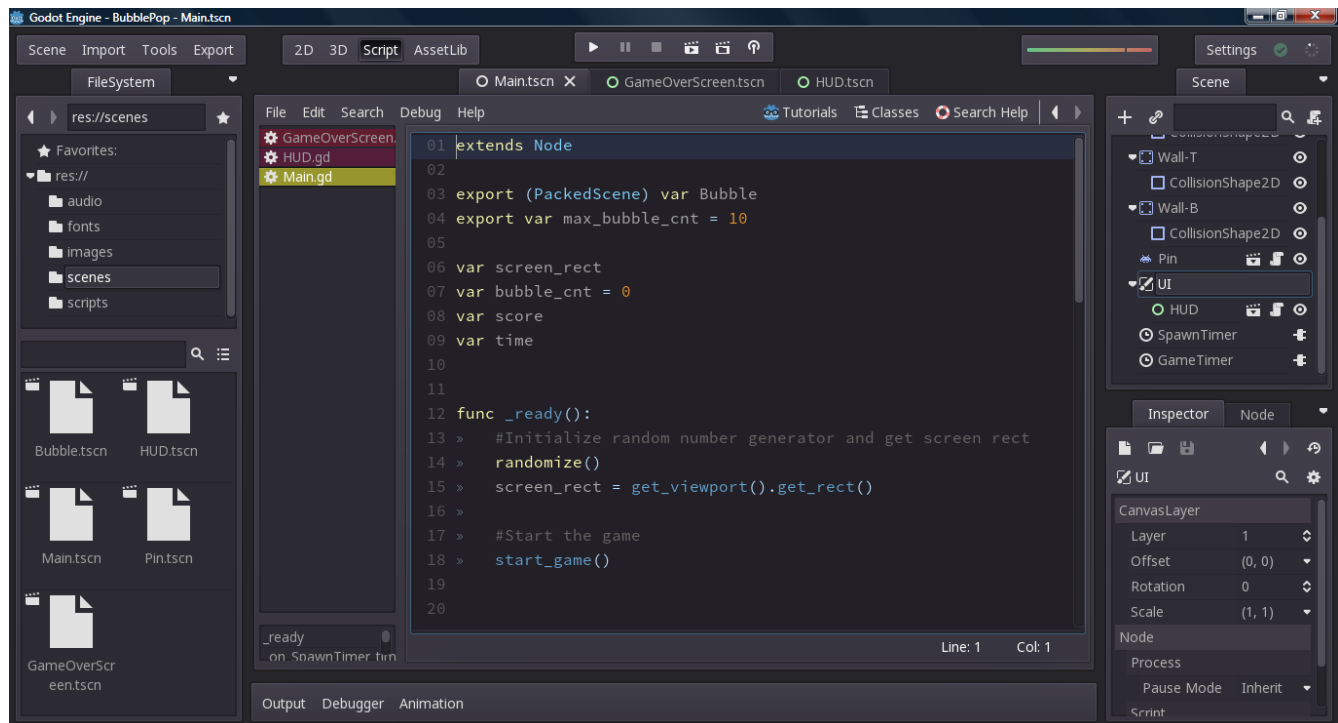 Godot Engine - BubblePop - Main.tscn
Scene Import Tools Export
2D 3D Script AssetLib
Settings
FileSystem
Main.tscn
GameOverScreen.tscn
HUD.tscn
Scene
res://scenes
Favorites:
res://
audio
fonts
images
scenes
scripts
Bubble.tscn
HUD.tscn
Main.tscn
Pin.tscn
GameOverScr
een.tscn
File Edit Search Debug Help
Tutorials Classes Search Help
GameOverScreen.
HUD.gd
Main.gd
_ready
on_SpawnTimer_tim
01 extends Node
02
03 export (PackedScene) var Bubble
04 export var max_bubble_cnt = 10
05
06 var screen_rect
07 var bubble_cnt = 0
08 var score
09 var time
10
11
12 func _ready():
13 » #Initialize random number generator and get screen rect
14 » randomize()
15 » screen_rect = get_viewport().get_rect()
16 »
17 » #Start the game
18 » start_game()
19
20
Line: 1 Col: 1
Output Debugger Animation
CollisionShape2D
Wall-T
CollisionShape2D
Wall-B
CollisionShape2D
Pin
UI
HUD
SpawnTimer
GameTimer
Inspector Node
UI
CanvasLayer
Layer 1
Offset (0, 0)
Rotation 0
Scale (1, 1)
Node
Process
Pause Mode Inherit
Script